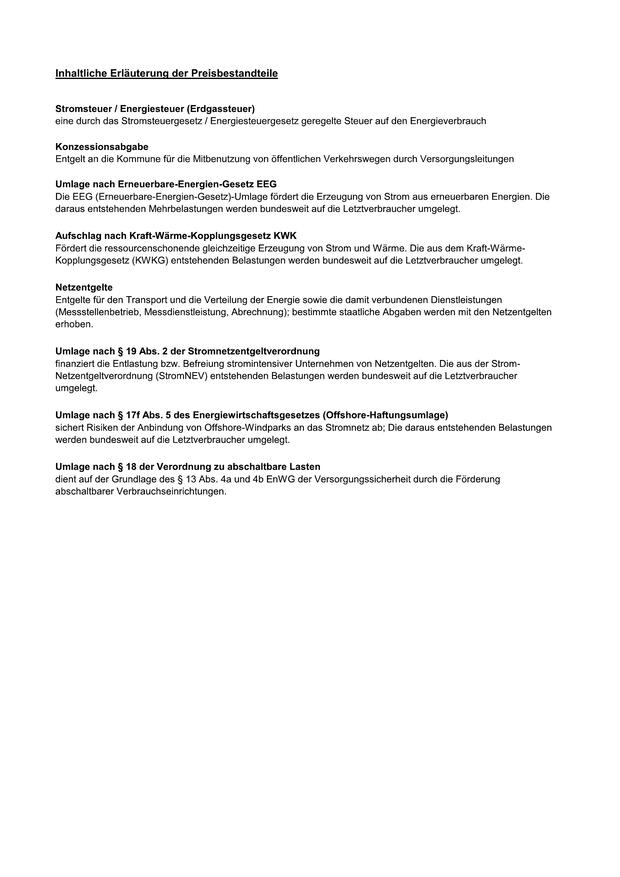 Inhaltliche Erläuterung der Preisbestandteile
Stromsteuer / Energiesteuer (Erdgassteuer)
eine durch das Stromsteuergesetz / Energiesteuergesetz geregelte Steuer auf den Energieverbrauch
Konzessionsabgabe
Entgelt an die Kommune für die Mitbenutzung von öffentlichen Verkehrswegen durch Versorgungsleitungen
Umlage nach Erneuerbare-Energien-Gesetz EEG
Die EEG (Erneuerbare-Energien-Gesetz)-Umlage fördert die Erzeugung von Strom aus erneuerbaren Energien. Die
daraus entstehenden Mehrbelastungen werden bundesweit auf die Letztverbraucher umgelegt.
Aufschlag nach Kraft-Wärme-Kopplungsgesetz KWK
Fördert die ressourcenschonende gleichzeitige Erzeugung von Strom und Wärme. Die aus dem Kraft-Wärme-
Kopplungsgesetz (KWKG) entstehenden Belastungen werden bundesweit auf die Letztverbraucher umgelegt.
Netzentgelte
Entgelte für den Transport und die Verteilung der Energie sowie die damit verbundenen Dienstleistungen
(Messstellenbetrieb, Messdienstleistung, Abrechnung); bestimmte staatliche Abgaben werden mit den Netzentgelten
erhoben.
Umlage nach § 19 Abs. 2 der Stromnetzentgeltverordnung
finanziert die Entlastung bzw. Befreiung stromintensiver Unternehmen von Netzentgelten. Die aus der Strom-
Netzentgeltverordnung (StromNEV) entstehenden Belastungen werden bundesweit auf die Letztverbraucher
umgelegt.
Umlage nach § 17f Abs. 5 des Energiewirtschaftsgesetzes (Offshore-Haftungsumlage)
sichert Risiken der Anbindung von Offshore-Windparks an das Stromnetz ab; Die daraus entstehenden Belastungen
werden bundesweit auf die Letztverbraucher umgelegt.
Umlage nach § 18 der Verordnung zu abschaltbare Lasten
dient auf der Grundlage des § 13 Abs. 4a und 4b EnWG der Versorgungssicherheit durch die Förderung
abschaltbarer Verbrauchseinrichtungen.